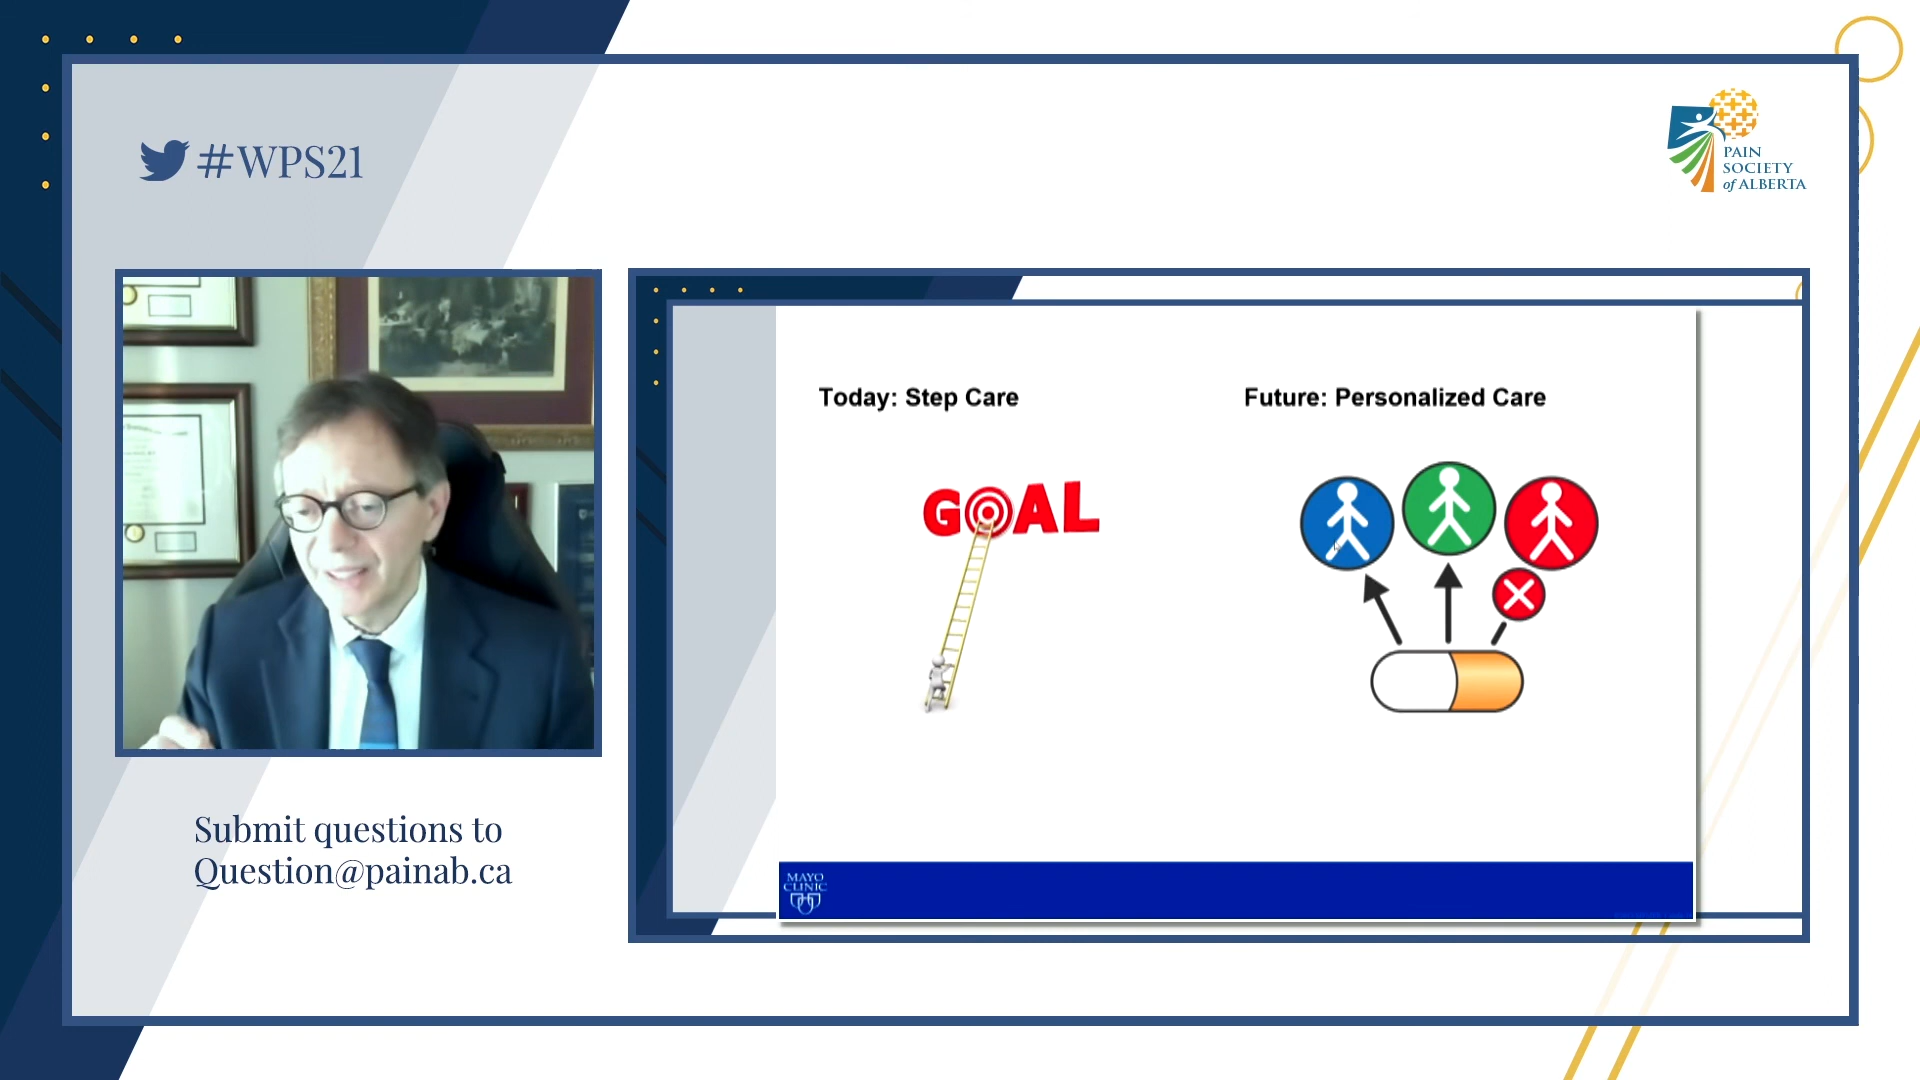 #WPS21
PAIN
SOCIETY
of ALBERTA
Today: Step Care
Future: Personalized Care
GOAL
MAYO
CLINIC
Submit questions to
Question@painab.ca